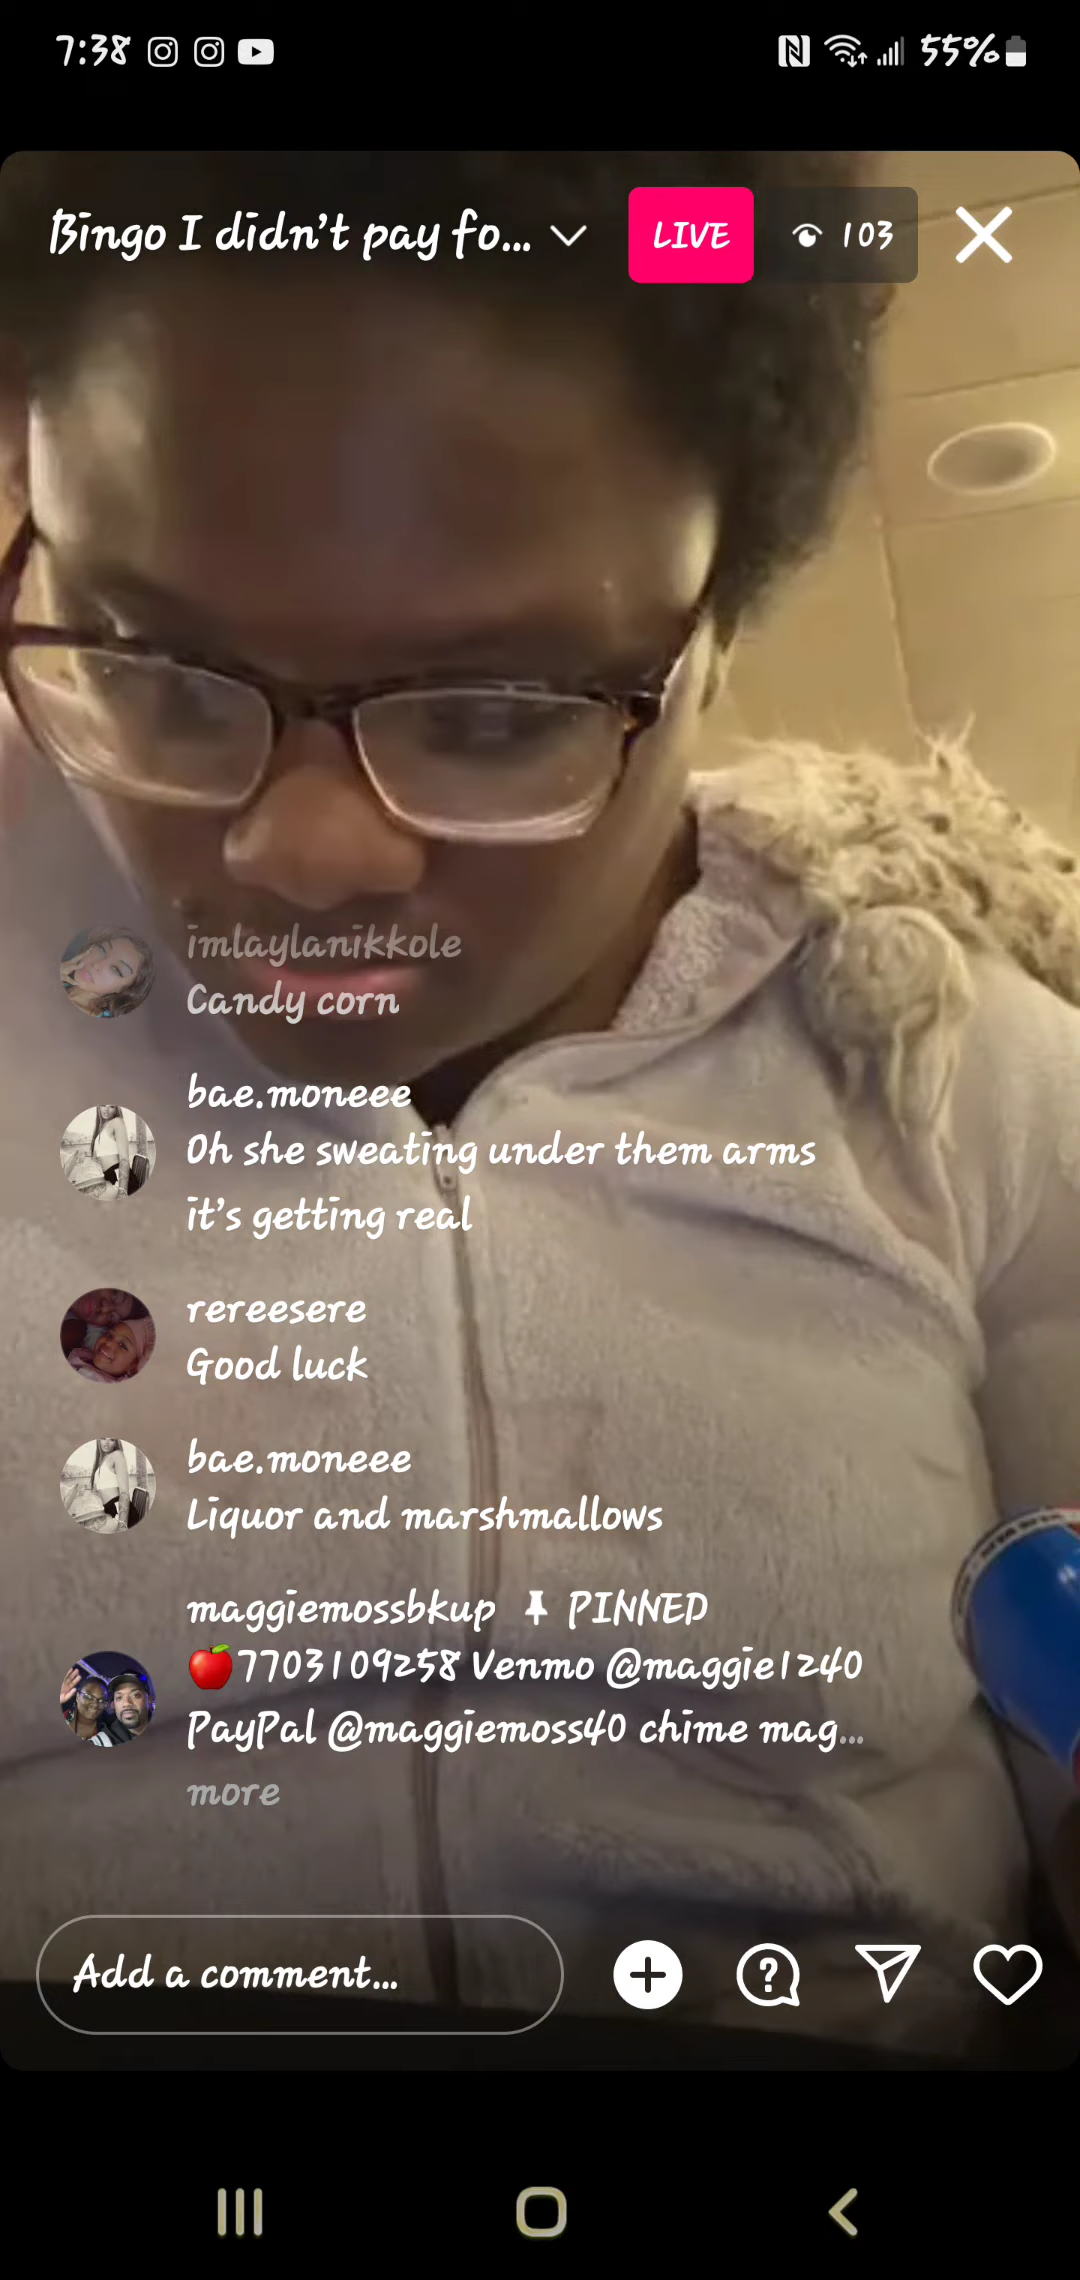 7:38 55%
Bingo I didn't pay fo... LIVE 103
imlaylanikkole
Candy corn
bae.moneee
Oh she sweating under them arms
it's getting real
rereesere
Good luck
bae.moneee
Liquor and marshmallows
maggiemossbkup PINNED
🍎7703109258 Venmo @maggie1240
PayPal @maggiemoss40 chime mag...
more
Add a comment...